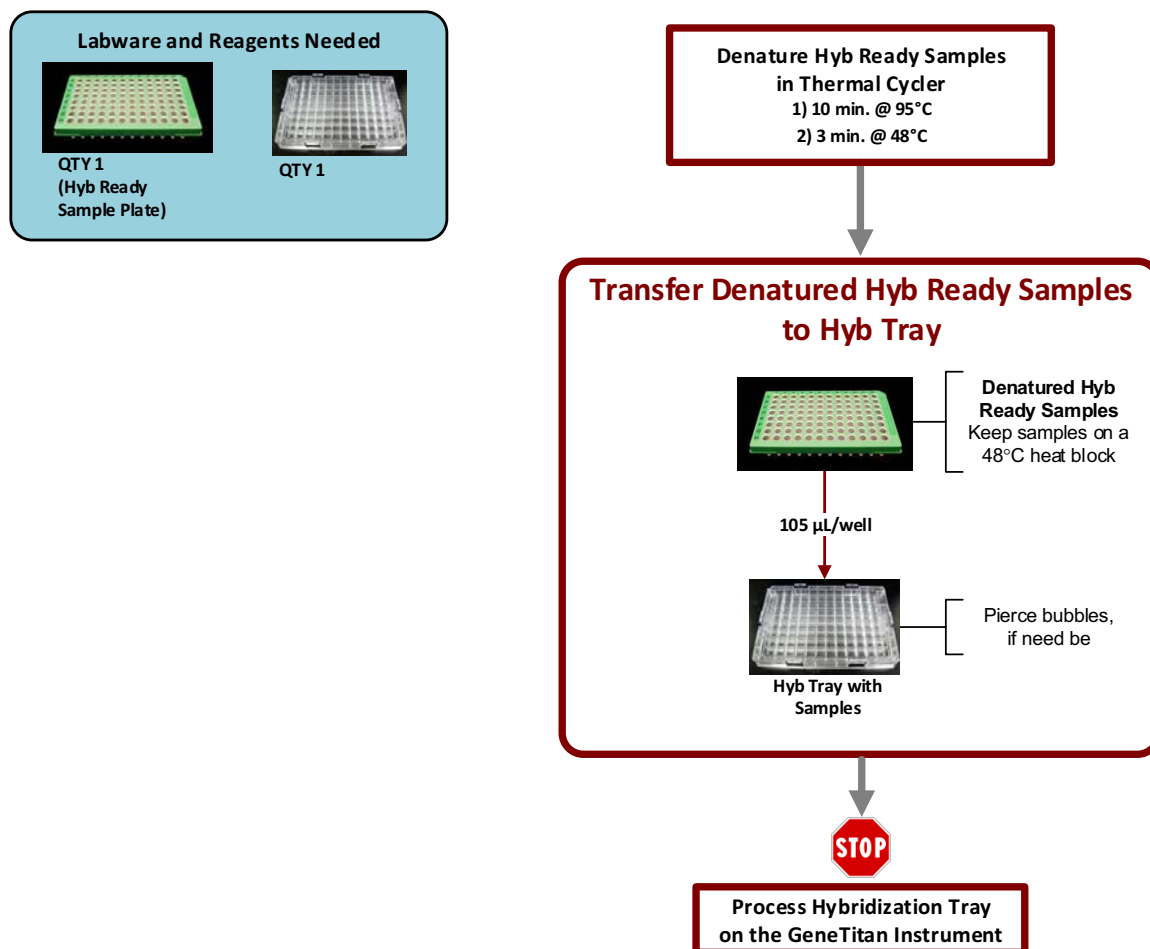 Labware and Reagents Needed
QTY 1
(Hyb Ready
Sample Plate)
QTY 1
Denature Hyb Ready Samples
in Thermal Cycler
1) 10 min. @ 95°C
2) 3 min. @ 48°C
Transfer Denatured Hyb Ready Samples
to Hyb Tray
Denatured Hyb
Ready Samples
Keep samples on a
48°C heat block
105 µL/well
Pierce bubbles,
if need be
Hyb Tray with
Samples
STOP
Process Hybridization Tray
on the GeneTitan Instrument